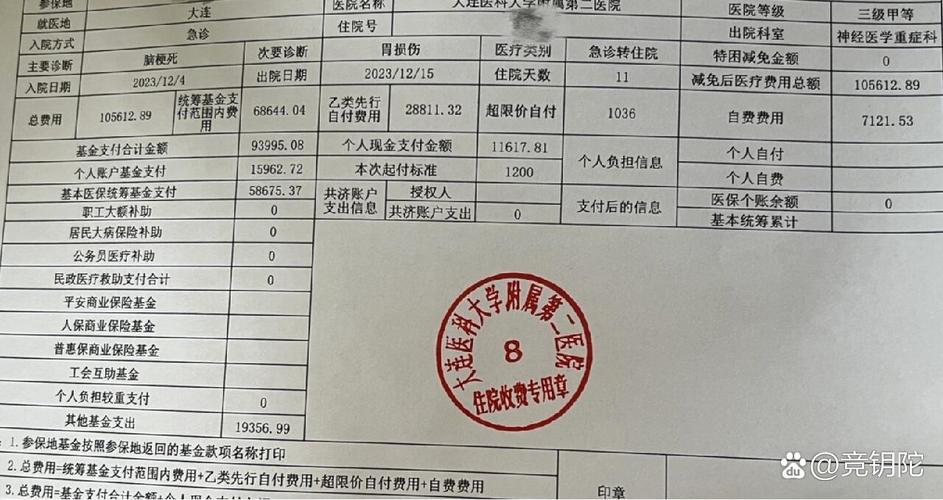 参保地 大连 医院名称 大连医科大学附属第二医院 医院等级 三级甲等
就医地 住院号 出院科室 神经医学重症科
入院方式 急诊 次要诊断 胃损伤 医疗类别 急诊转住院 特困减免金额 0
主要诊断 脑梗死 出院日期 2023/12/15 住院天数 11 减免后医疗费用总额 105612.89
入院日期 2023/12/4
总费用 105612.89 统筹基金支付范围内费用 68644.04 乙类先行自付费用 28811.32 超限价自付 1036 自费费用 7121.53
基金支付合计金额 93995.08 个人现金支付金额 11617.81 个人负担信息 个人自付
个人账户基金支付 15962.72 本次起付标准 1200 个人自费
基本医保统筹基金支付 58675.37 共济账户支出信息 授权人 支付后的信息 医保个账余额 0
职工大额补助 0 共济账户支出 0 基本统筹累计
居民大病保险补助 0
公务员医疗补助 0
民政医疗救助支付合计 0
平安商业保险基金
人保商业保险基金
普惠保商业保险基金
工会互助基金
个人负担较重支付 0
其他基金支出 19356.99
大连医科大学附属第二医院
8
住院收费专用章
1.参保地基金按照参保地返回的基金款项名称打印
2.总费用=统筹基金支付范围内费用+乙类先行自付费用+超限价自付费用+自费费用
印章
Bai du @竞钥陀